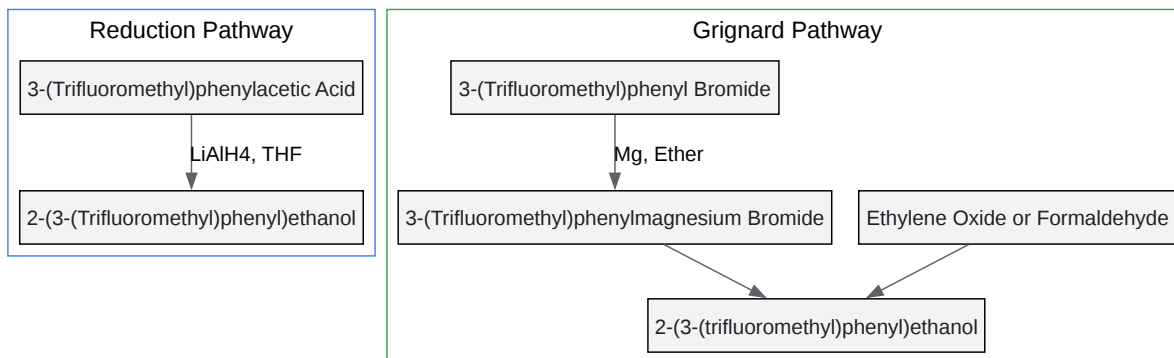 Reduction Pathway
3-(Trifluoromethyl)phenylacetic Acid
LiAlH4, THF
2-(3-(Trifluoromethyl)phenyl)ethanol
Grignard Pathway
3-(Trifluoromethyl)phenyl Bromide
Mg, Ether
3-(Trifluoromethyl)phenylmagnesium Bromide
Ethylene Oxide or Formaldehyde
2-(3-(trifluoromethyl)phenyl)ethanol